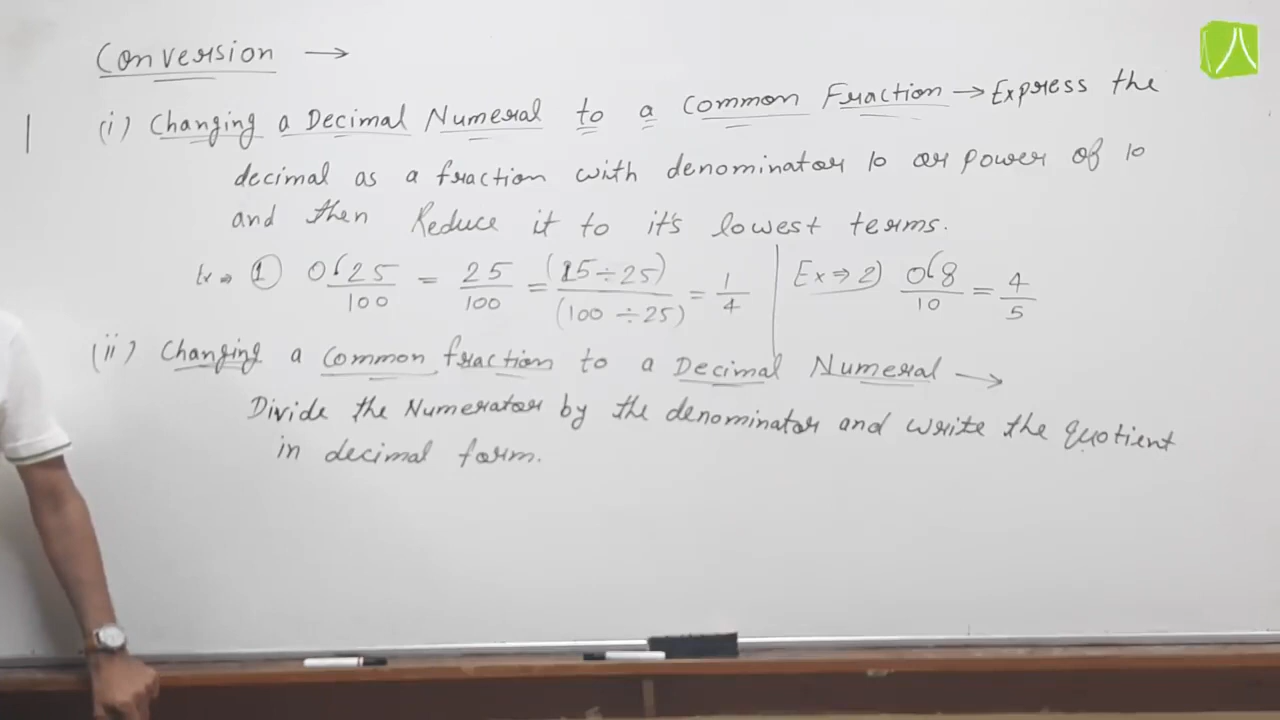 Conversion →
(i) Changing a Decimal Numeral to a Common Fraction → Express the
decimal as a fraction with denominator 10 or power of 10
and then Reduce it to it's lowest terms.
Ex ⇒ ① 0.25/100 = 25/100 = (25÷25)/(100÷25) = 1/4 | Ex ⇒ 2) 0.8/10 = 4/5
(ii) Changing a Common fraction to a Decimal Numeral →
Divide the Numerator by the denominator and write the quotient
in decimal form.